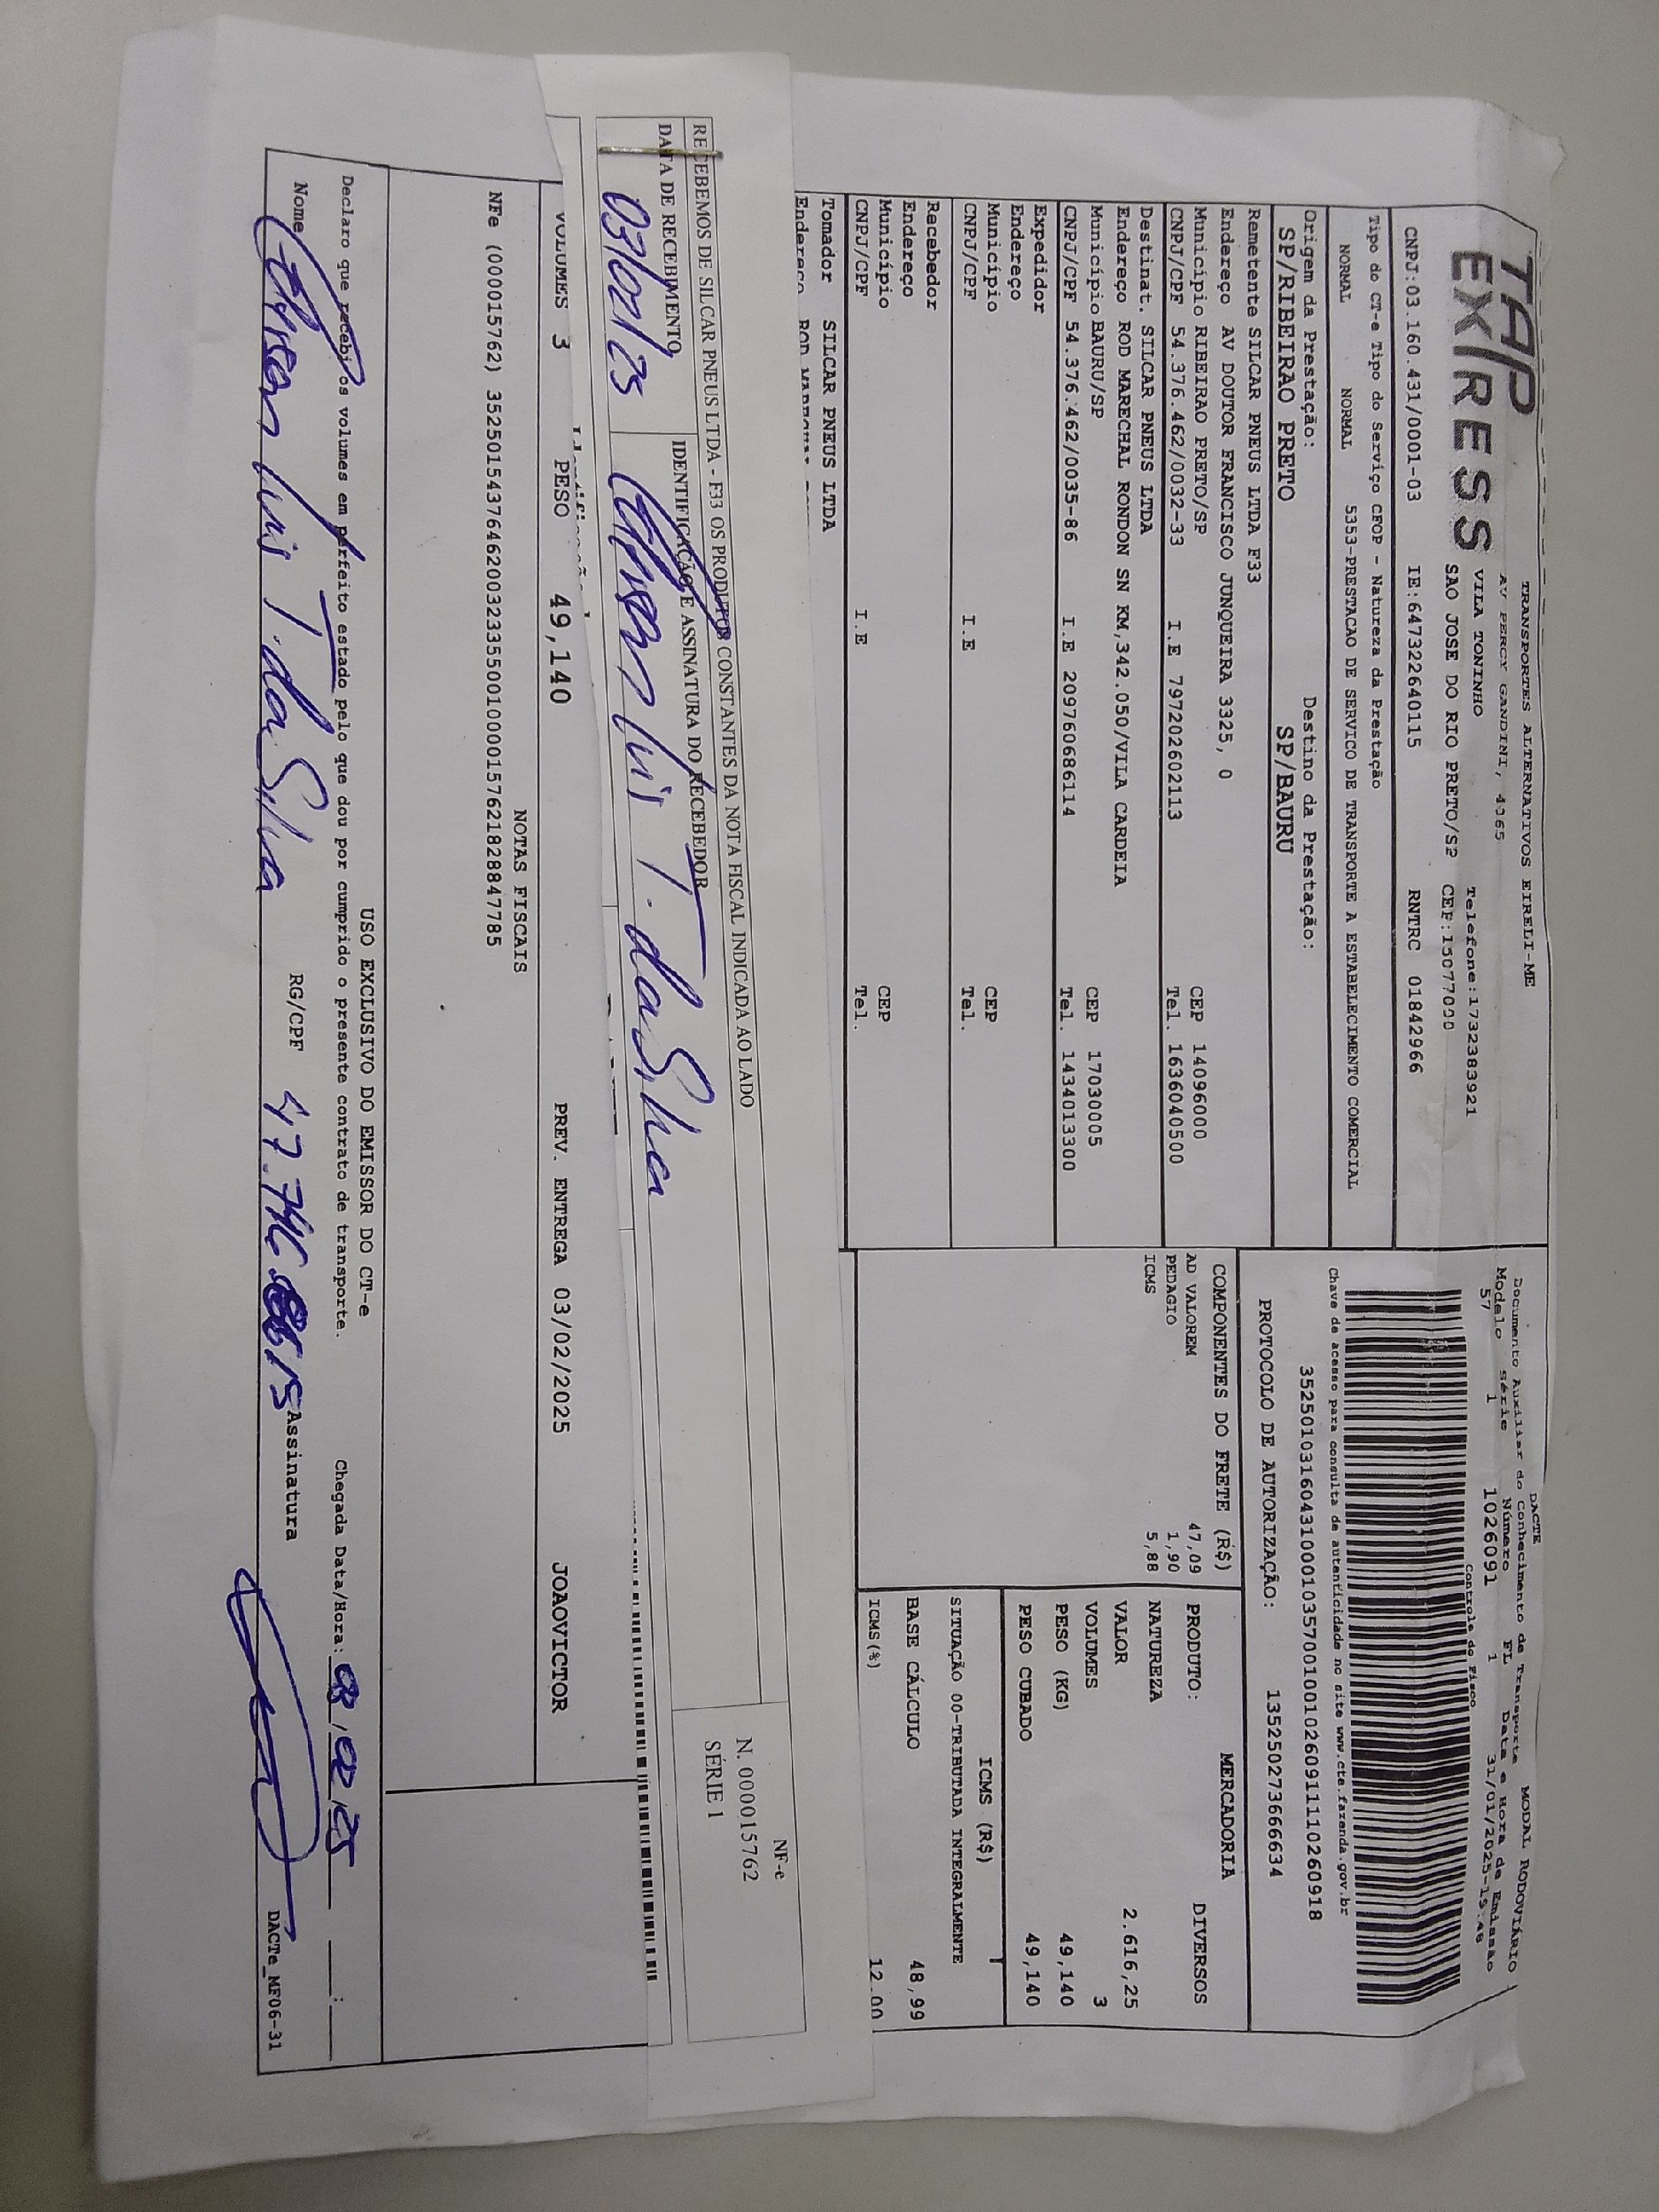 TAP
EXPRESS
TRANSPORTES ALTERNATIVOS EIRELI-ME
AV PERCY GANDINI, 4065
VILA TONINHO Telefone:1732383921
SAO JOSE DO RIO PRETO/SP CEP:15077000
CNPJ:03.160.431/0001-03 IE:647322640115 RNTRC 01842966
DACTE MODAL RODOVIÁRIO
Documento Auxiliar do Conhecimento de Transporte
Modelo Série Número FL Data e Hora de Emissão
57 1 1026091 1 31/01/2025-15:48
Controle do Fisco
Chave de acesso para consulta de autenticidade no site www.cte.fazenda.gov.br
35250103160431000103570010010260911110260918
PROTOCOLO DE AUTORIZAÇÃO: 135250273666634
Tipo do CT-e Tipo do Serviço CFOP - Natureza da Prestação
NORMAL NORMAL 5353-PRESTACAO DE SERVICO DE TRANSPORTE A ESTABELECIMENTO COMERCIAL
Origem da Prestação: Destino da Prestação:
SP/RIBEIRAO PRETO SP/BAURU
Remetente SILCAR PNEUS LTDA F33
Endereço AV DOUTOR FRANCISCO JUNQUEIRA 3325, 0
Município RIBEIRAO PRETO/SP CEP 14096000
CNPJ/CPF 54.376.462/0032-33 I.E 797202602113 Tel. 1636040500
Destinat. SILCAR PNEUS LTDA
Endereço ROD MARECHAL RONDON SN KM,342.050/VILA CARDEIA
Município BAURU/SP CEP 17030005
CNPJ/CPF 54.376.462/0035-86 I.E 209760686114 Tel. 1434013300
Expedidor
Endereço
Município CEP
CNPJ/CPF I.E Tel.
Recebedor
Endereço
Município CEP
CNPJ/CPF I.E Tel.
Tomador SILCAR PNEUS LTDA
Endereço ROD MARECHAL
COMPONENTES DO FRETE (R$)
AD VALOREM 47,09
PEDAGIO 1,90
ICMS 5,88
MERCADORIA
PRODUTO: DIVERSOS
NATUREZA
VALOR 2.616,25
VOLUMES 3
PESO (KG) 49,140
PESO CUBADO 49,140
ICMS (R$)
SITUAÇÃO 00-TRIBUTADA INTEGRALMENTE
BASE CÁLCULO 48,99
ICMS(%) 12.00
RECEBEMOS DE SILCAR PNEUS LTDA - F33 OS PRODUTOS CONSTANTES DA NOTA FISCAL INDICADA AO LADO
DATA DE RECEBIMENTO IDENTIFICAÇÃO E ASSINATURA DO RECEBEDOR
03/02/25 Luis T. da Silva
NF-e
N. 000015762
SÉRIE 1
VOLUMES 3 PESO 49,140 PREV. ENTREGA 03/02/2025 JOAOVICTOR
NOTAS FISCAIS
NFe (000015762) 35250154376462003233550010000157621828847785
USO EXCLUSIVO DO EMISSOR DO CT-e
Declaro que recebi os volumes em perfeito estado pelo que dou por cumprido o presente contrato de transporte. Chegada Data/Hora:
Nome Luis T. da Silva RG/CPF Assinatura
DACTe_MF06-31